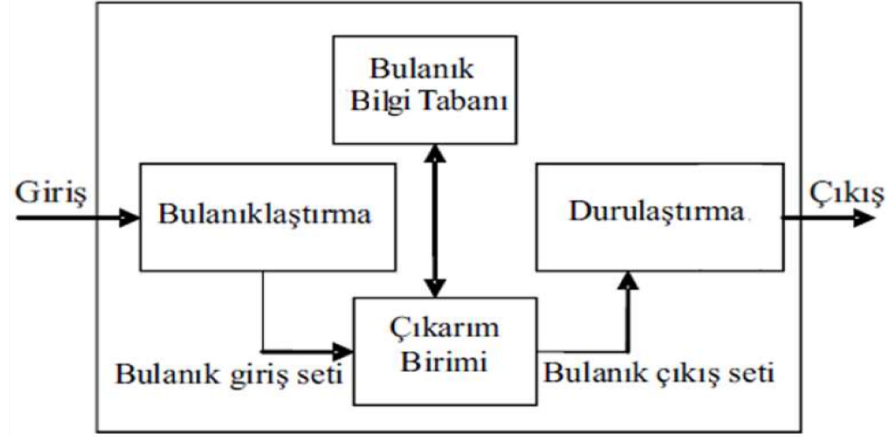 Bulanık
Bilgi Tabanı
Giriş
Bulanıklaştırma
Durulaştırma
Çıkış
Çıkarım
Birimi
Bulanık giriş seti
Bulanık çıkış seti